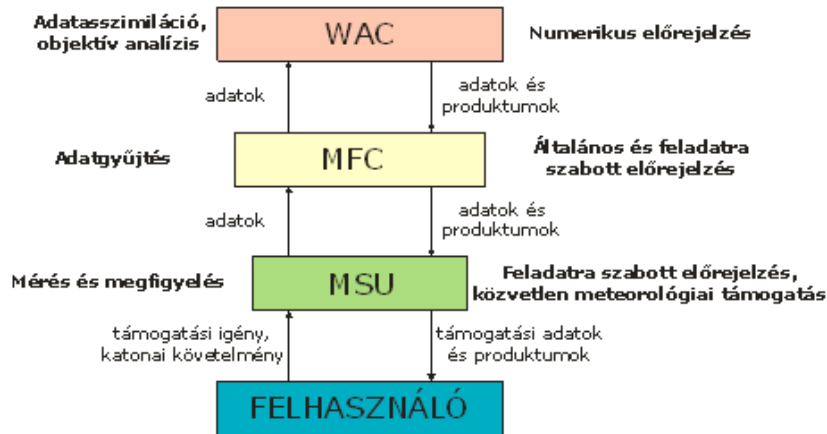 Adatasszimiláció,
objektív analízis
WAC
Numerikus előrejelzés
adatok
adatok és
produktumok
Adatgyűjtés
MFC
Általános és feladatra
szabott előrejelzés
adatok
adatok és
produktumok
Mérés és megfigyelés
MSU
Feladatra szabott előrejelzés,
közvetlen meteorológiai támogatás
támogatási igény,
katonai követelmény
támogatási adatok
és produktumok
FELHASZNÁLÓ